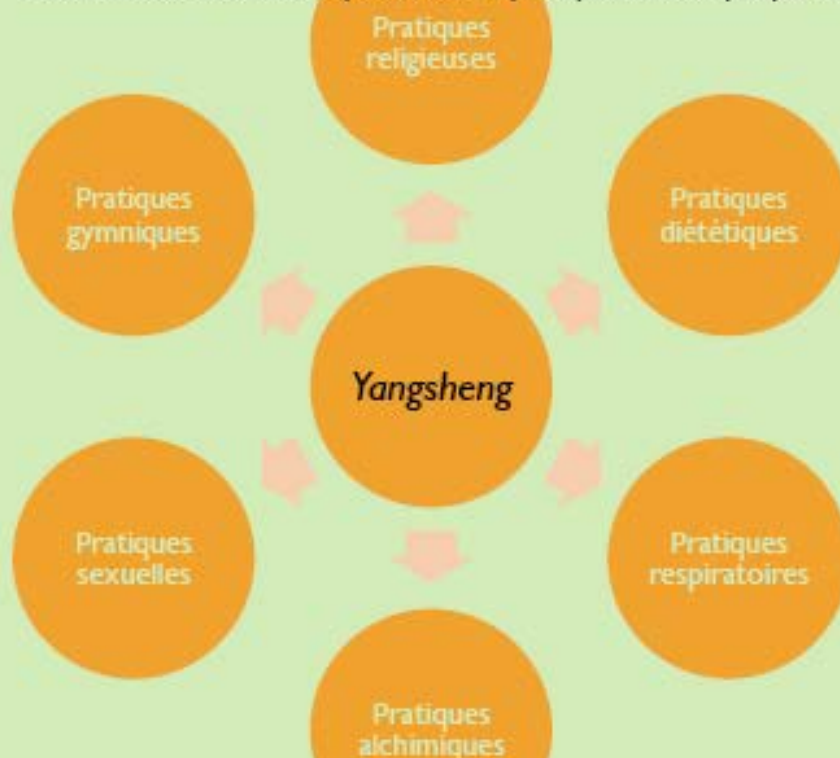 Pratiques
religieuses
Pratiques
gymniques
Pratiques
diététiques
Yangsheng
Pratiques
sexuelles
Pratiques
respiratoires
Pratiques
alchimiques